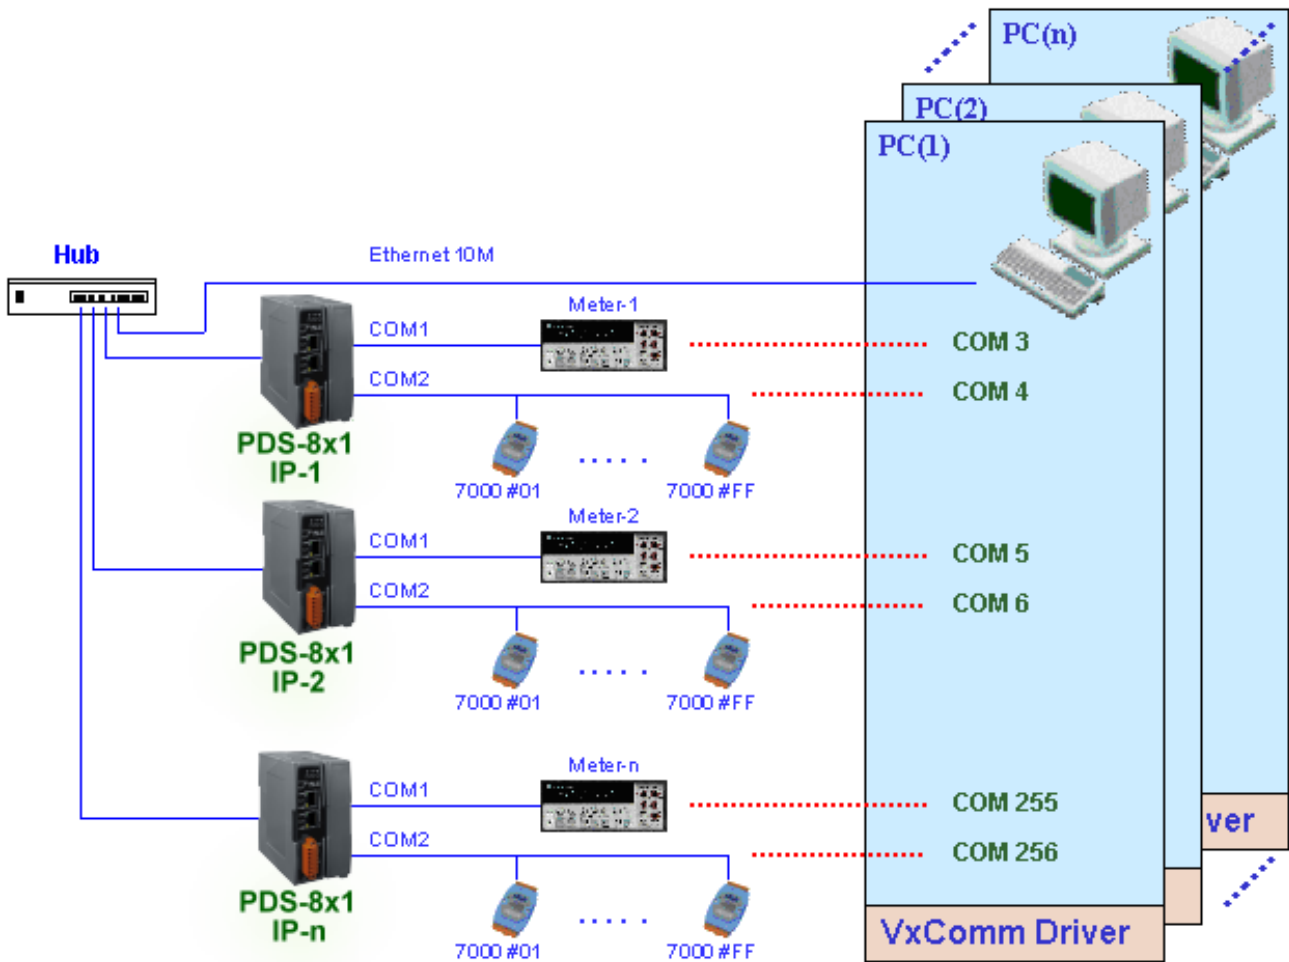 PC(n)
PC(2)
PC(1)
Hub
Ethernet 10M
Meter-1
COM1
COM 3
COM2
COM 4
PDS-8x1
IP-1
7000 #01
7000 #FF
Meter-2
COM1
COM 5
COM2
COM 6
PDS-8x1
IP-2
7000 #01
7000 #FF
Meter-n
COM1
COM 255
ver
COM2
COM 256
PDS-8x1
IP-n
7000 #01
7000 #FF
VxComm Driver